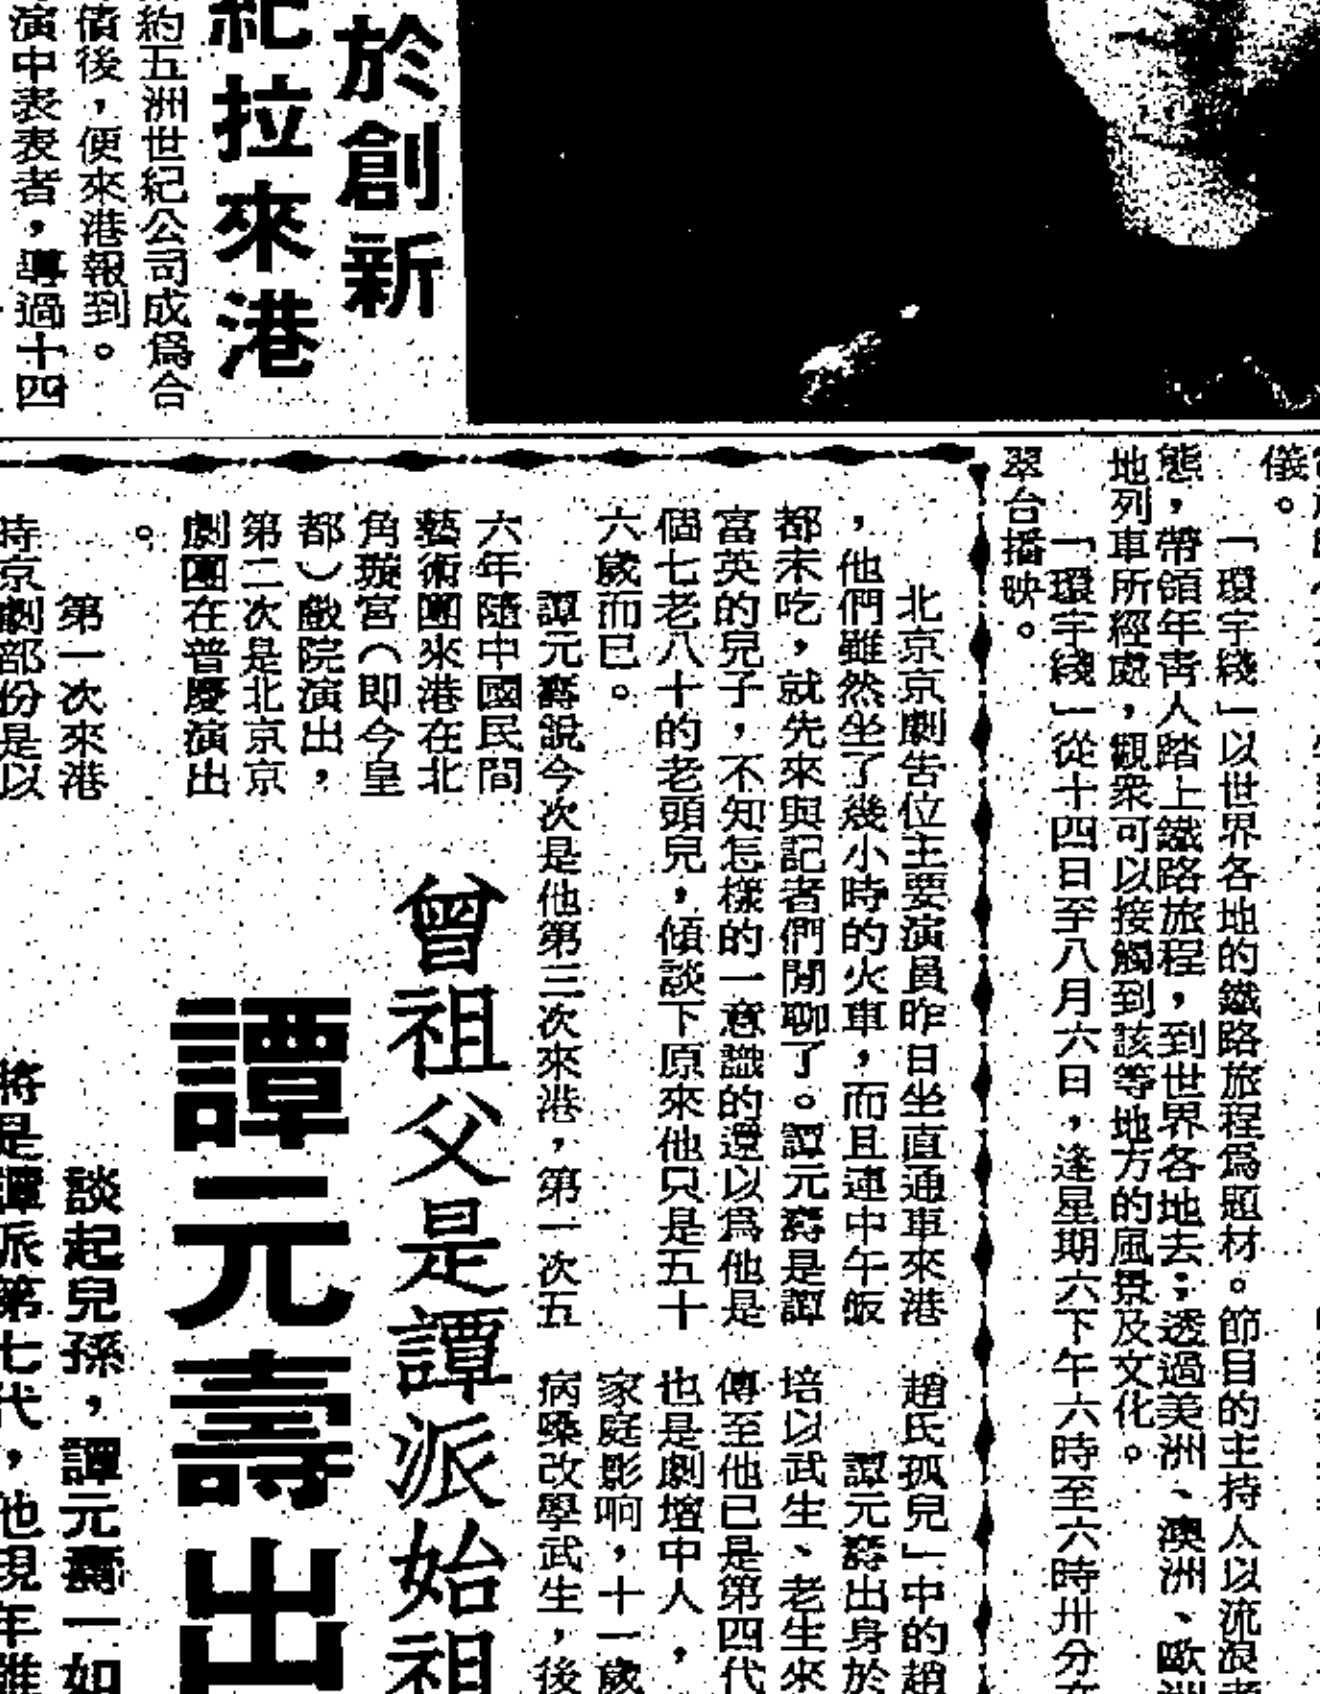 儀。
「環宇綫」以世界各地的鐵路旅程爲題材。節目的主持人以流浪者
態，帶領年靑人踏上鐵路旅程，到世界各地去；透過美洲、澳洲、歐洲
地列車所經處，觀衆可以接觸到該等地方的風景及文化。
「環宇綫」從十四日至八月六日，逢星期六下午六時至六時卅分在
翠台播映。
於創新
紀拉來港
約五洲世紀公司成爲合
債後，便來港報到。
演中表表者，導過十四
北京京劇吿位主要演員昨日坐直通車來港
，他們雖然坐了幾小時的火車，而且連中午飯
都未吃，就先來與記者們閒聊了。譚元壽是譚
富英的兒子，不知怎樣的一意識的還以爲他是
個七老八十的老頭兒，傾談下原來他只是五十
六歲而已。
譚元壽說今次是他第三次來港，第一次五
六年隨中國民間
藝術團來港在北
角璇宮（即今皇
都）戲院演出，
第二次是北京京
劇團在普慶演出
。
第一次來港
時京劇部份是以
曾祖父是譚派始祖
譚元壽出
趙氏孤兒」中的趙
譚元壽出身於
培以武生、老生來
傳至他已是第四代
也是劇壇中人，
家庭影响，十一歲
病嗓改學武生，後
談起兒孫，譚元壽一如
將是譚派第七代，他現年雖